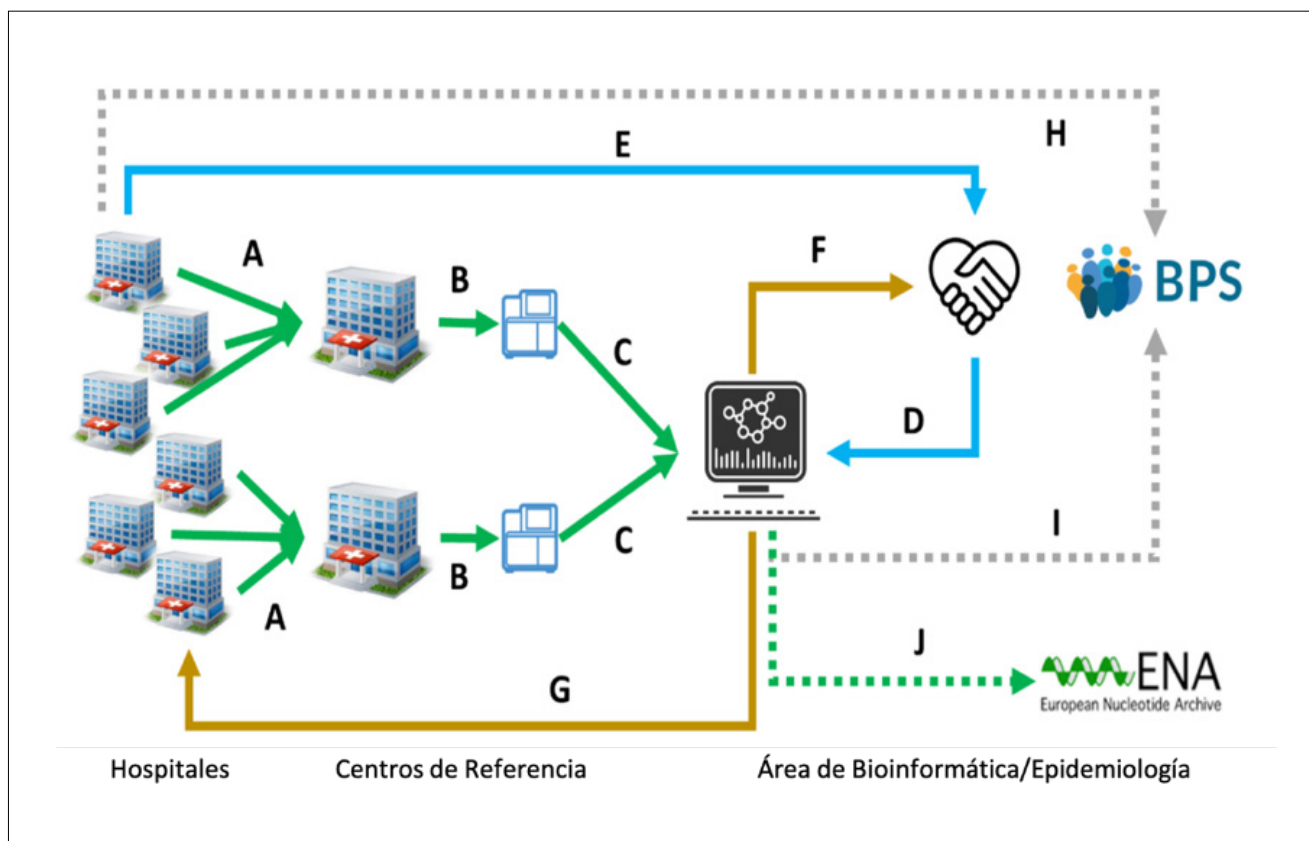 H
E
A
F
B
BPS
C
D
C
B
I
A
J
ENA
European Nucleotide Archive
G
Hospitales
Centros de Referencia
Área de Bioinformática/Epidemiología